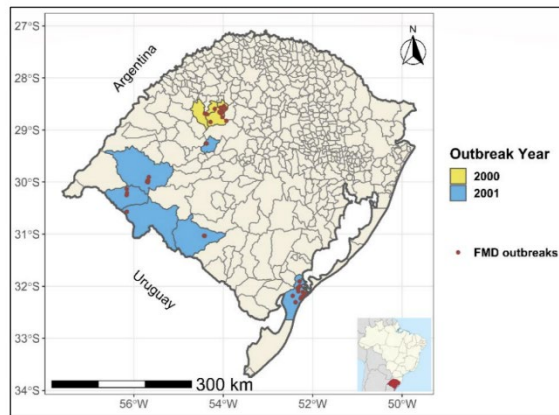 27°S
28°S
29°S
30°S
31°S
32°S
33°S
34°S
Argentina
Uruguay
N
300 km
56°W
54°W
52°W
50°W
Outbreak Year
2000
2001
FMD outbreaks